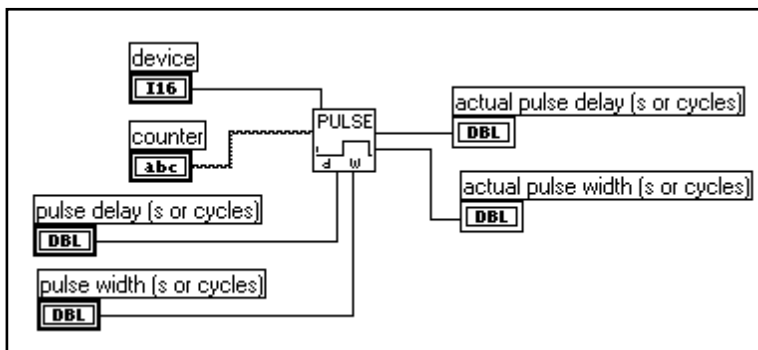 device
I16
counter
abc
pulse delay (s or cycles)
DBL
pulse width (s or cycles)
DBL
PULSE
d w
actual pulse delay (s or cycles)
DBL
actual pulse width (s or cycles)
DBL